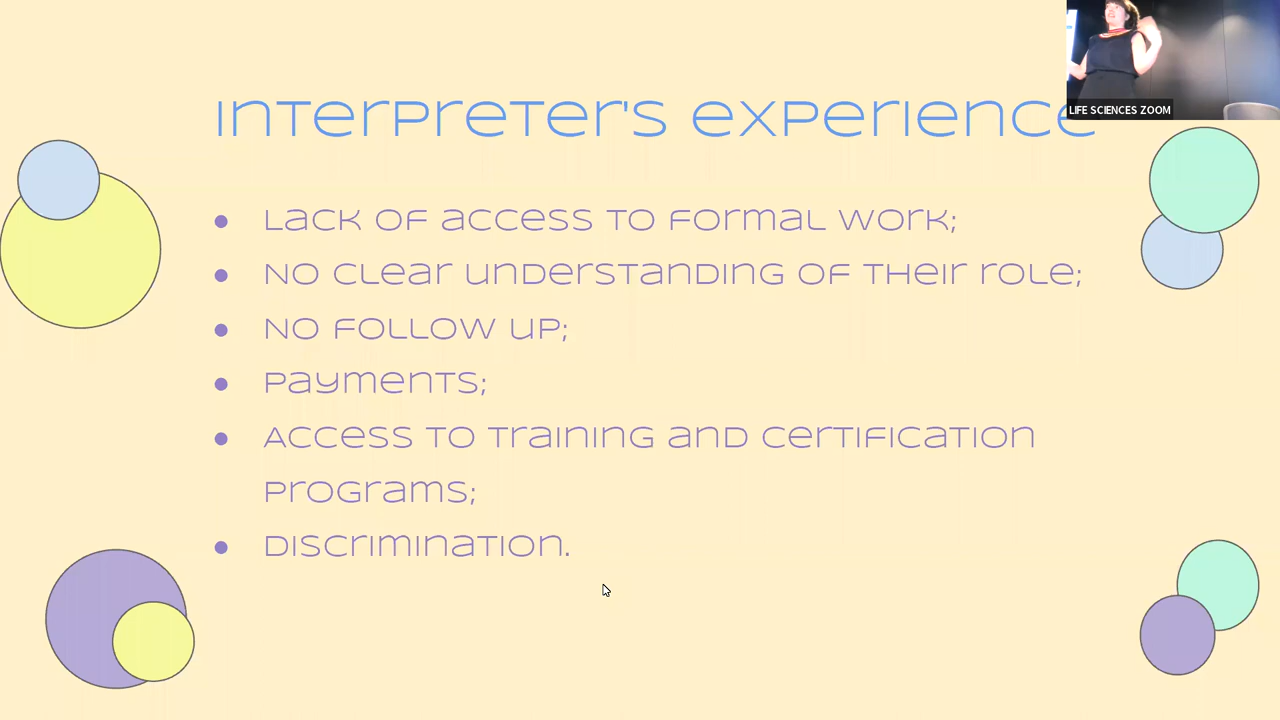 Interpreter's experience
LIFE SCIENCES ZOOM
● Lack of access to formal work;
● No clear understanding of their role;
● No follow up;
● Payments;
● Access to training and certification
programs;
● Discrimination.